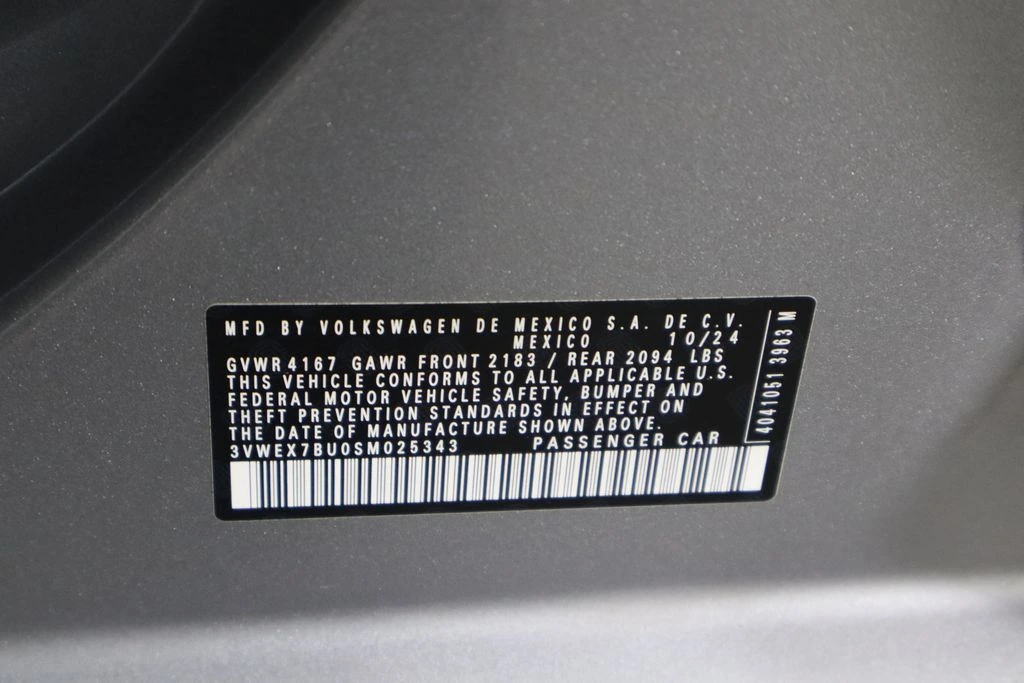 MFD BY VOLKSWAGEN DE MEXICO S.A. DE C.V.
MEXICO 10/24
GVWR 4167 GAWR FRONT 2183 / REAR 2094 LBS
THIS VEHICLE CONFORMS TO ALL APPLICABLE U.S.
FEDERAL MOTOR VEHICLE SAFETY, BUMPER AND
THEFT PREVENTION STANDARDS IN EFFECT ON
THE DATE OF MANUFACTURE SHOWN ABOVE.
3VWEX7BU0SM025343 PASSENGER CAR
4041051 3963 M